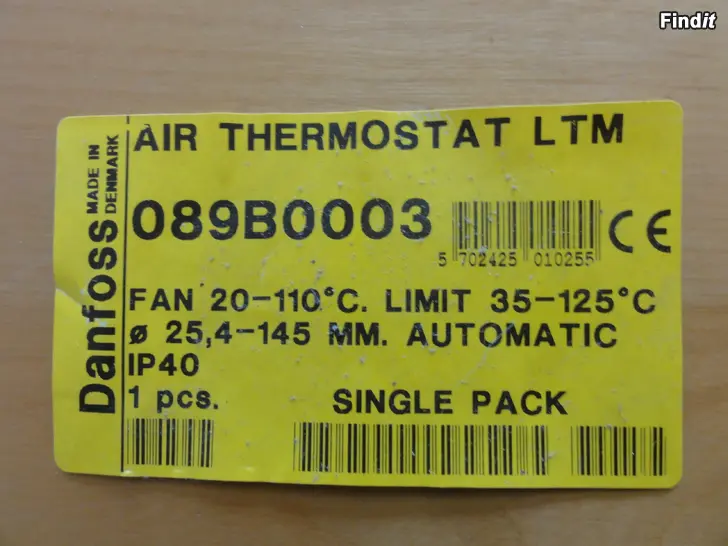 Findit
Danfoss
MADE IN
DENMARK
AIR THERMOSTAT LTM
089B0003
5 702425 010255
CE
FAN 20-110°C. LIMIT 35-125°C
ø 25,4-145 MM. AUTOMATIC
IP40
1 pcs. SINGLE PACK